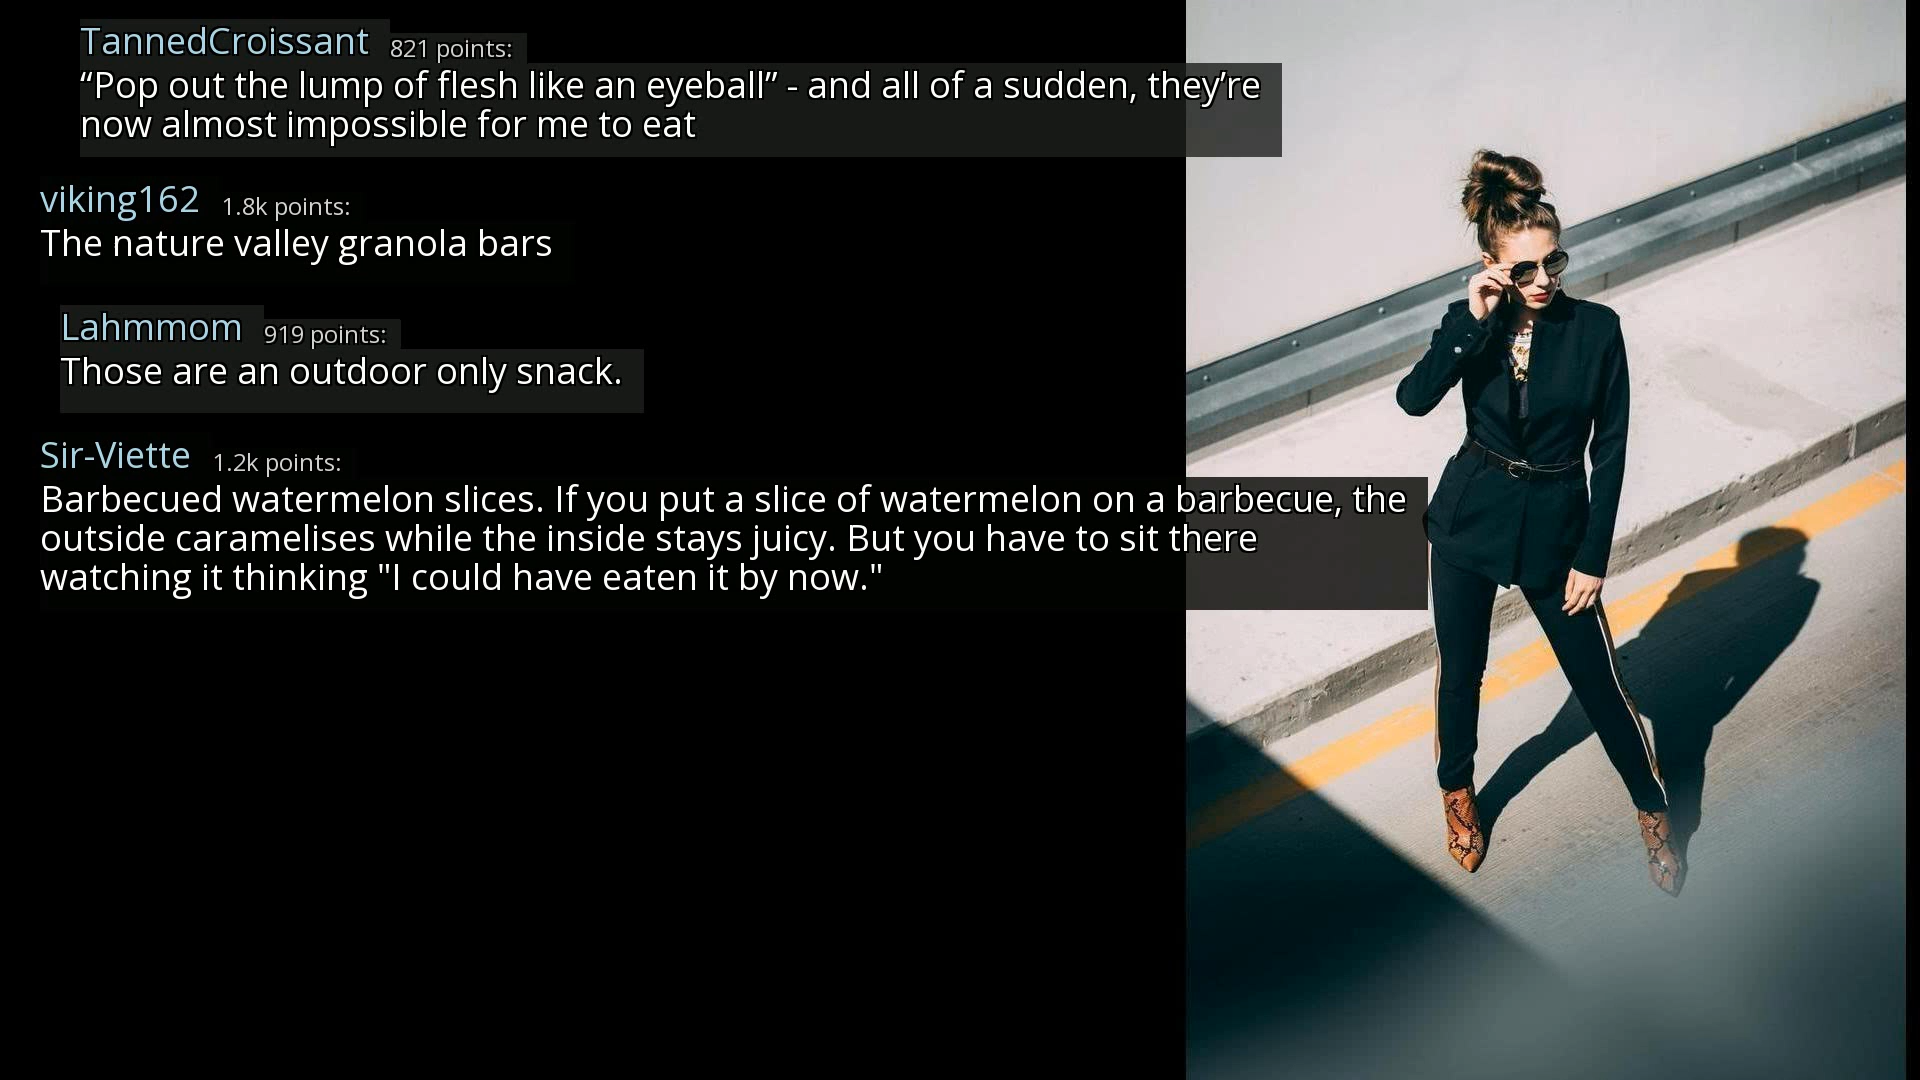 TannedCroissant 821 points:
“Pop out the lump of flesh like an eyeball” - and all of a sudden, they’re
now almost impossible for me to eat
viking162 1.8k points:
The nature valley granola bars
Lahmmom 919 points:
Those are an outdoor only snack.
Sir-Viette 1.2k points:
Barbecued watermelon slices. If you put a slice of watermelon on a barbecue, the
outside caramelises while the inside stays juicy. But you have to sit there
watching it thinking "I could have eaten it by now."